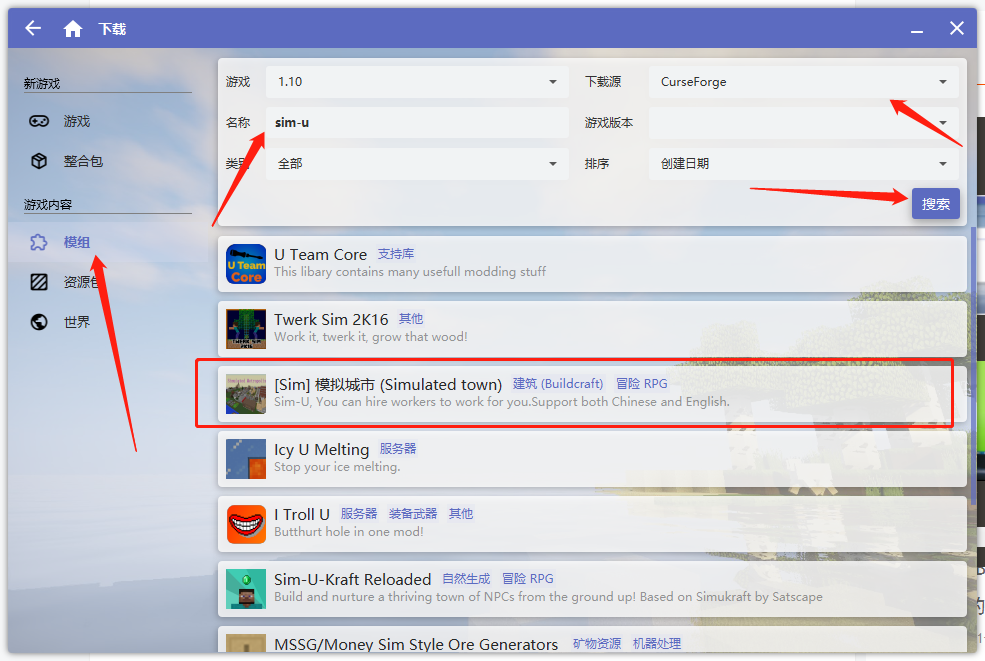 下载
新游戏
游戏
整合包
游戏内容
模组
资源包
世界
游戏 1.10 下载源 CurseForge
名称 sim-u 游戏版本
类别 全部 排序 创建日期
搜索
U Team Core 支持库
This libary contains many usefull modding stuff
Twerk Sim 2K16 其他
Work it, twerk it, grow that wood!
[Sim] 模拟城市 (Simulated town) 建筑 (Buildcraft) 冒险 RPG
Sim-U, You can hire workers to work for you.Support both Chinese and English.
Icy U Melting 服务器
Stop your ice melting.
I Troll U 服务器 装备武器 其他
Butthurt hole in one mod!
Sim-U-Kraft Reloaded 自然生成 冒险 RPG
Build and nurture a thriving town of NPCs from the ground up! Based on Simukraft by Satscape
MSSG/Money Sim Style Ore Generators 矿物资源 机器处理
U Team
Core